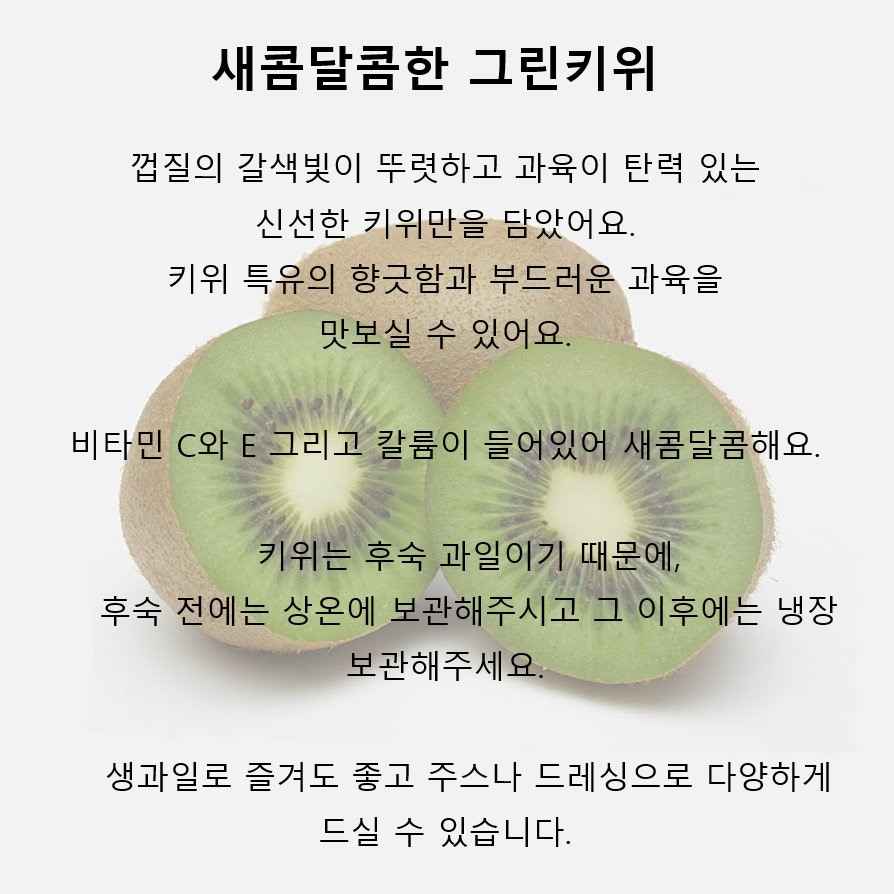 새콤달콤한 그린키위
껍질의 갈색빛이 뚜렷하고 과육이 탄력 있는
신선한 키위만을 담았어요.
키위 특유의 향긋함과 부드러운 과육을
맛보실 수 있어요.
비타민 C와 E 그리고 칼륨이 들어있어 새콤달콤해요.
키위는 후숙 과일이기 때문에,
후숙 전에는 상온에 보관해주시고 그 이후에는 냉장
보관해주세요.
생과일로 즐겨도 좋고 주스나 드레싱으로 다양하게
드실 수 있습니다.